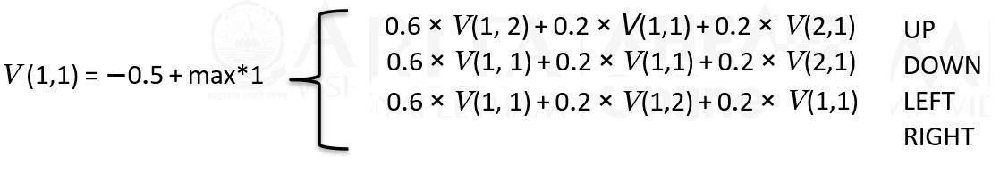 0.6 × V(1, 2) + 0.2 × V(1,1) + 0.2 × V(2,1) UP
V(1,1) = −0.5 + max*1
0.6 × V(1, 1) + 0.2 × V(1,1) + 0.2 × V(2,1) DOWN
0.6 × V(1, 1) + 0.2 × V(1,2) + 0.2 × V(1,1) LEFT
RIGHT